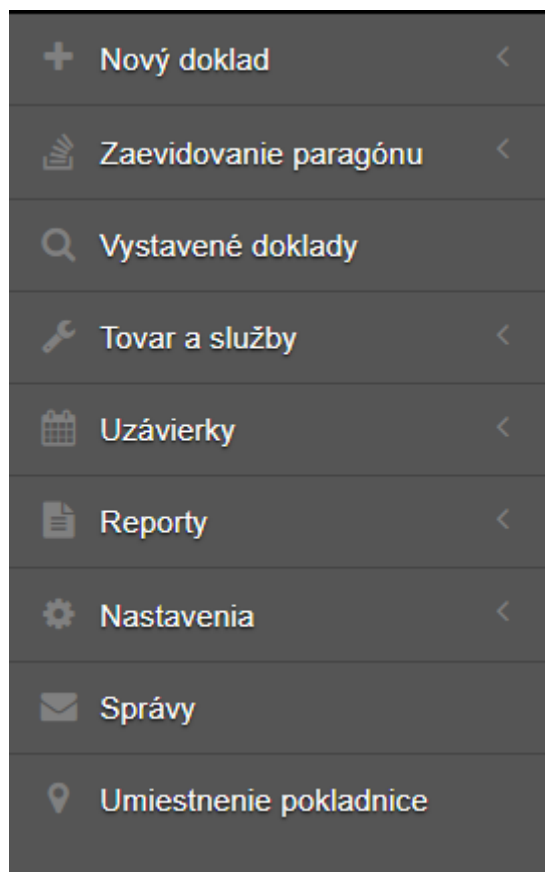 Nový doklad
Zaevidovanie paragónu
Vystavené doklady
Tovar a služby
Uzávierky
Reporty
Nastavenia
Správy
Umiestnenie pokladnice